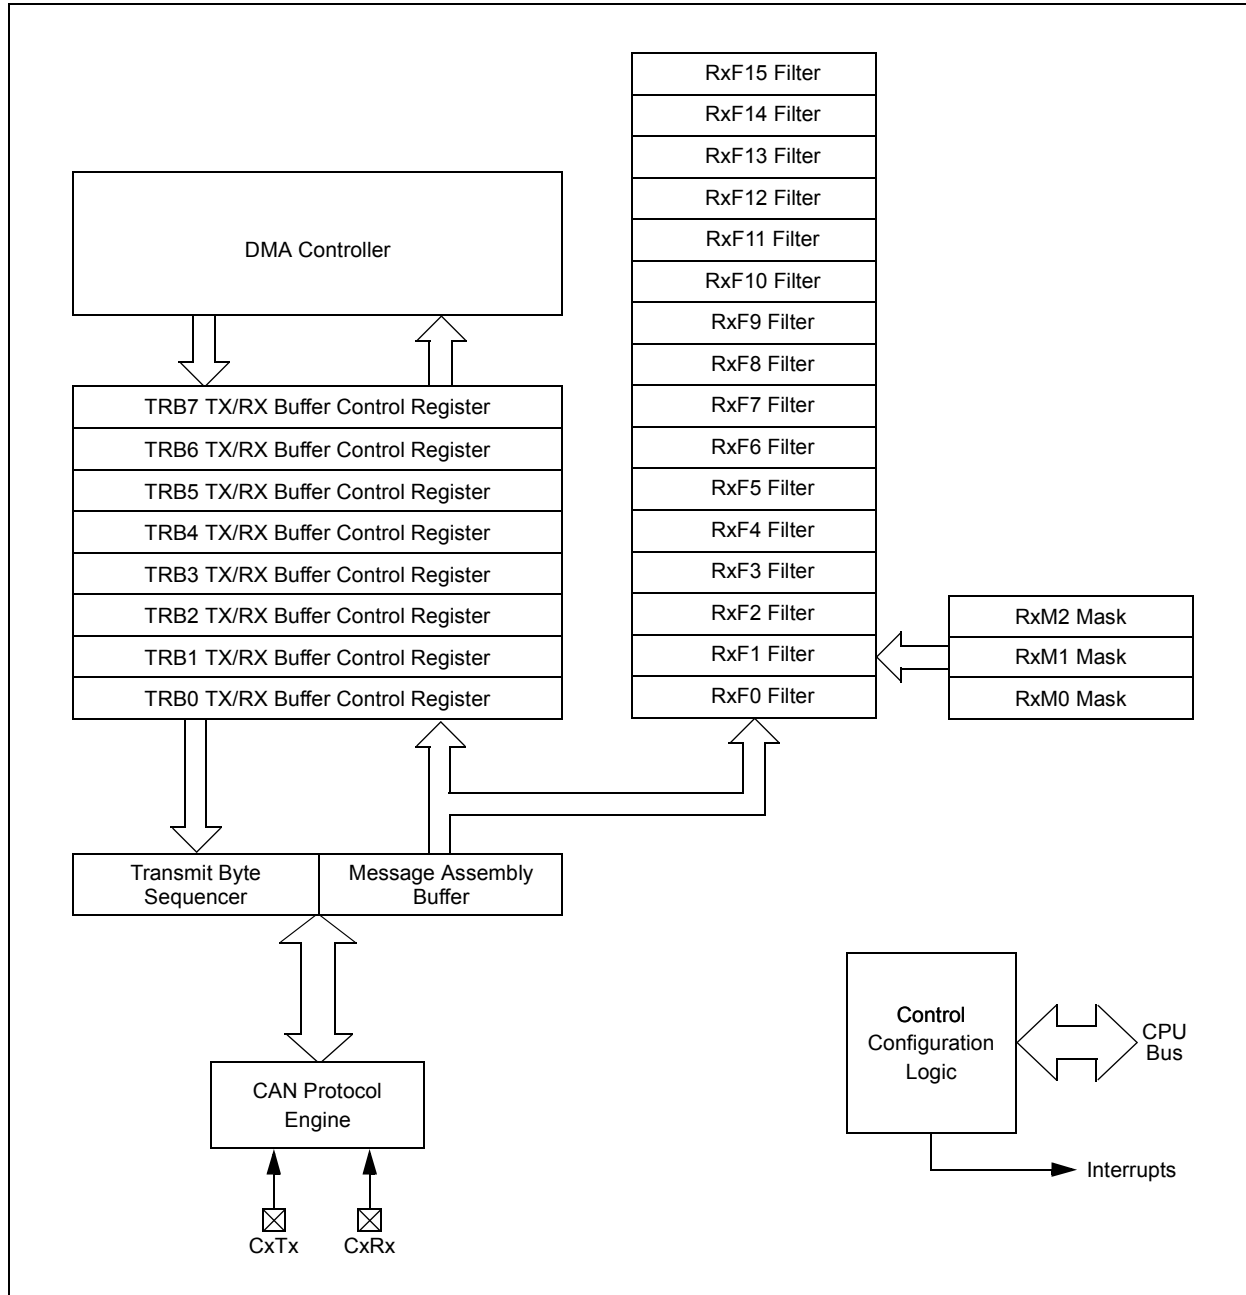 RxF15 Filter
RxF14 Filter
RxF13 Filter
RxF12 Filter
RxF11 Filter
RxF10 Filter
RxF9 Filter
RxF8 Filter
RxF7 Filter
RxF6 Filter
RxF5 Filter
RxF4 Filter
RxF3 Filter
RxF2 Filter
RxF1 Filter
RxF0 Filter
DMA Controller
TRB7 TX/RX Buffer Control Register
TRB6 TX/RX Buffer Control Register
TRB5 TX/RX Buffer Control Register
TRB4 TX/RX Buffer Control Register
TRB3 TX/RX Buffer Control Register
TRB2 TX/RX Buffer Control Register
TRB1 TX/RX Buffer Control Register
TRB0 TX/RX Buffer Control Register
RxM2 Mask
RxM1 Mask
RxM0 Mask
Transmit Byte
Sequencer
Message Assembly
Buffer
CAN Protocol
Engine
CxTx
CxRx
Control
Configuration
Logic
CPU
Bus
Interrupts